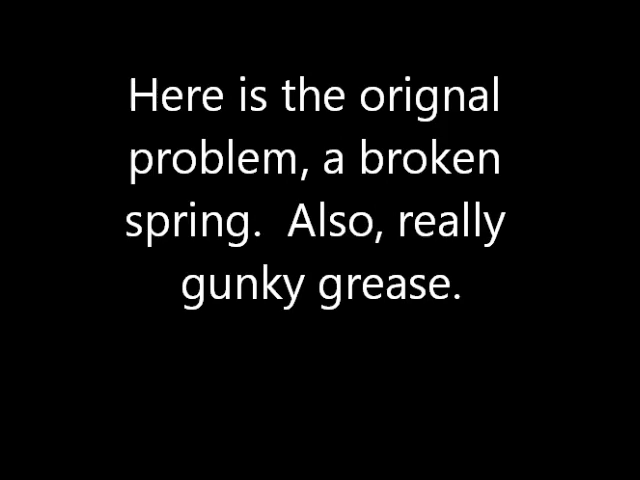 Here is the orignal
problem, a broken
spring.  Also, really
gunky grease.